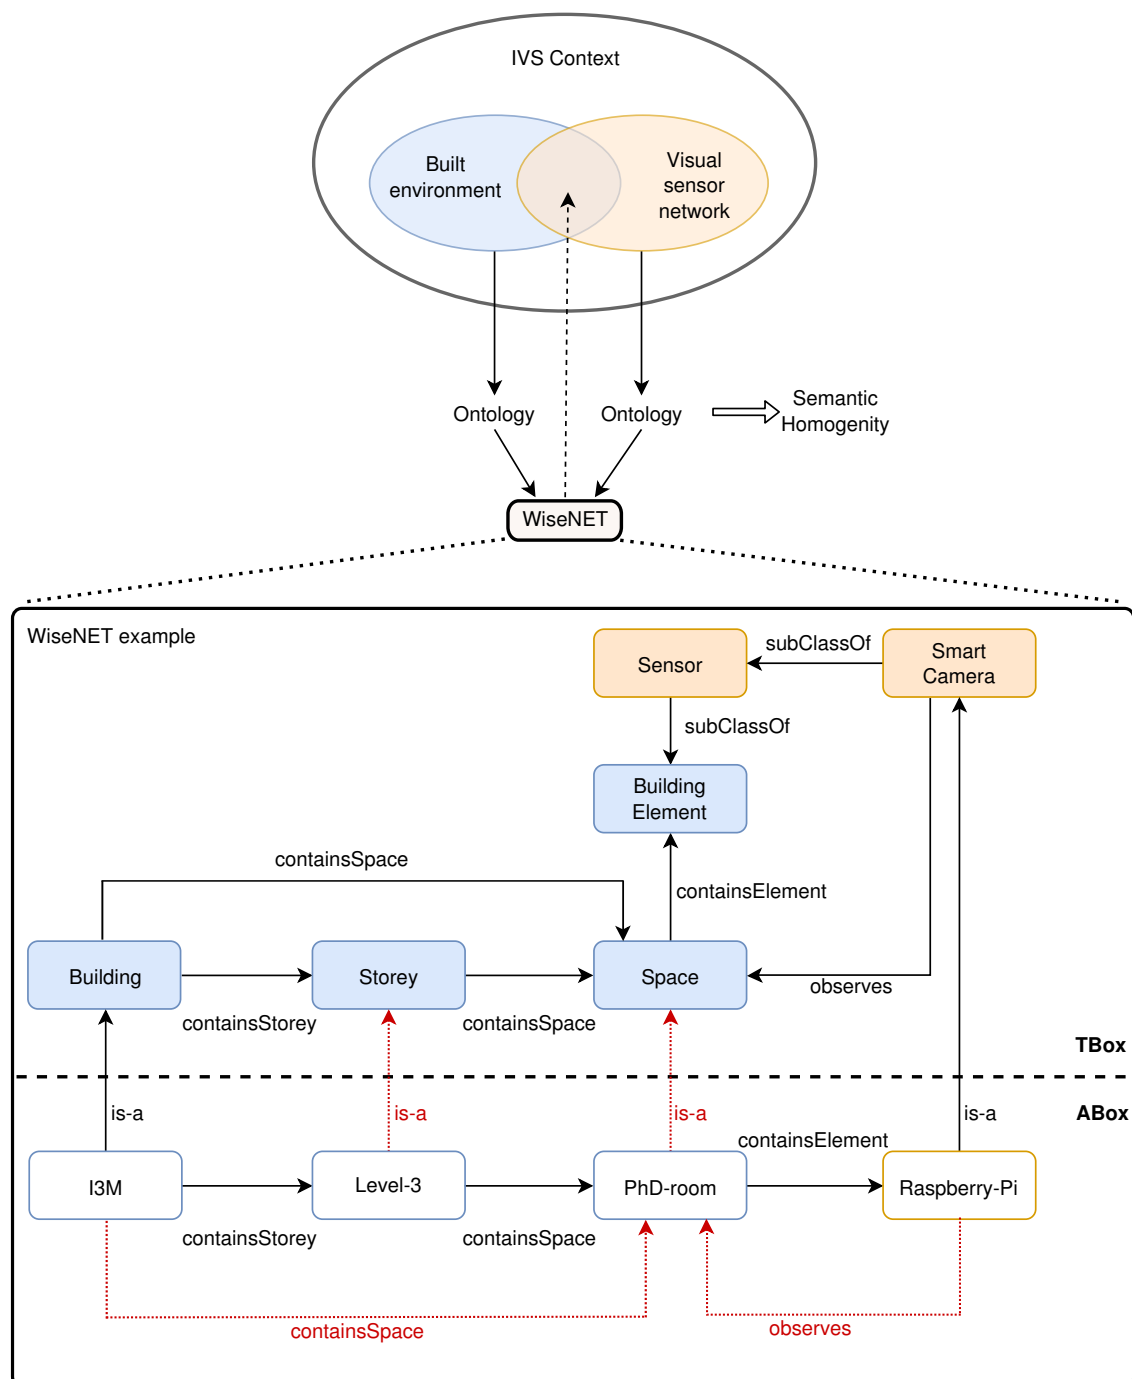 IVS Context
Built
environment
Visual
sensor
network
Ontology
Ontology
Semantic
Homogenity
WiseNET
WiseNET example
Sensor
subClassOf
Smart
Camera
subClassOf
Building
Element
containsSpace
containsElement
Building
Storey
Space
observes
containsStorey
containsSpace
TBox
ABox
is-a
is-a
is-a
is-a
containsElement
I3M
Level-3
PhD-room
Raspberry-Pi
containsStorey
containsSpace
containsSpace
observes